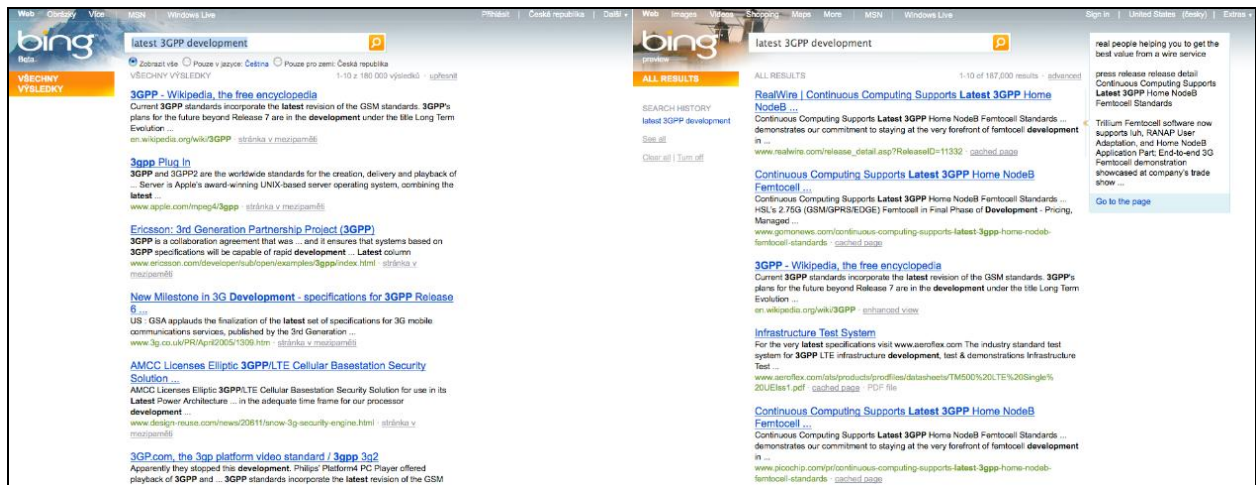 Web Obrázky Více MSN Windows Live
Přihlásit Česká republika Další
bing
Beta
latest 3GPP development
Zobrazit vše Pouze v jazyce: Čeština Pouze pro zemi: Česká republika
VŠECHNY VÝSLEDKY
VŠECHNY VÝSLEDKY 1-10 z 180 000 výsledků · upřesnit
3GPP - Wikipedia, the free encyclopedia
Current 3GPP standards incorporate the latest revision of the GSM standards. 3GPP's
plans for the future beyond Release 7 are in the development under the title Long Term
Evolution ...
en.wikipedia.org/wiki/3GPP · stránka v mezipaměti
3gpp Plug In
3GPP and 3GPP2 are the worldwide standards for the creation, delivery and playback of
... Server is Apple's award-winning UNIX-based server operating system, combining the
latest ...
www.apple.com/mpeg4/3gpp · stránka v mezipaměti
Ericsson: 3rd Generation Partnership Project (3GPP)
3GPP is a collaboration agreement that was ... and it ensures that systems based on
3GPP specifications will be capable of rapid development ... Latest column
www.ericsson.com/developer/sub/open/examples/3gpp/index.html · stránka v
mezipaměti
New Milestone in 3G Development - specifications for 3GPP Release
6 ...
US : GSA applauds the finalization of the latest set of specifications for 3G mobile
communications services, published by the 3rd Generation ...
www.3g.co.uk/PR/April2005/1309.htm · stránka v mezipaměti
AMCC Licenses Elliptic 3GPP/LTE Cellular Basestation Security
Solution ...
AMCC Licenses Elliptic 3GPP/LTE Cellular Basestation Security Solution for use in its
Latest Power Architecture ... in the adequate time frame for our processor
development ...
www.design-reuse.com/news/20611/snow-3g-security-engine.html · stránka v
mezipaměti
3GP.com, the 3gp platform video standard / 3gpp 3g2
Apparently they stopped this development. Philips' Platform4 PC Player offered
playback of 3GPP and ... 3GPP standards incorporate the latest revision of the GSM
Web Images Videos Shopping Maps More MSN Windows Live
Sign in United States (česky) Extras
bing
preview
latest 3GPP development
ALL RESULTS
SEARCH HISTORY
latest 3GPP development
See all
Clear all | Turn off
ALL RESULTS 1-10 of 187,000 results · advanced
RealWire | Continuous Computing Supports Latest 3GPP Home
NodeB ...
Continuous Computing Supports Latest 3GPP Home NodeB Femtocell Standards ...
demonstrates our commitment to staying at the very forefront of femtocell development
in ...
www.realwire.com/release_detail.asp?ReleaseID=11332 · cached page
Continuous Computing Supports Latest 3GPP Home NodeB
Femtocell ...
Continuous Computing Supports Latest 3GPP Home NodeB Femtocell Standards ...
HSL's 2.75G (GSM/GPRS/EDGE) Femtocell in Final Phase of Development - Pricing,
Managed ...
www.gomonews.com/continuous-computing-supports-latest-3gpp-home-nodeb-
femtocell-standards · cached page
3GPP - Wikipedia, the free encyclopedia
Current 3GPP standards incorporate the latest revision of the GSM standards. 3GPP's
plans for the future beyond Release 7 are in the development under the title Long Term
Evolution ...
en.wikipedia.org/wiki/3GPP · enhanced view
Infrastructure Test System
For the very latest specifications visit www.aeroflex.com The industry standard test
system for 3GPP LTE infrastructure development, test & demonstrations Infrastructure
Test ...
www.aeroflex.com/ats/products/prodfiles/datasheets/TM500%20LTE%20Single%
20UEIss1.pdf · cached page · PDF file
Continuous Computing Supports Latest 3GPP Home NodeB
Femtocell ...
Continuous Computing Supports Latest 3GPP Home NodeB Femtocell Standards ...
demonstrates our commitment to staying at the very forefront of femtocell development
in ...
www.picochip.com/pr/continuous-computing-supports-latest-3gpp-home-nodeb-
femtocell-standards · cached page
real people helping you to get the
best value from a wire service
press release release detail
Continuous Computing Supports
Latest 3GPP Home NodeB
Femtocell Standards
Trillium Femtocell software now
supports Iuh, RANAP User
Adaptation, and Home NodeB
Application Part; End-to-end 3G
Femtocell demonstration
showcased at company's trade
show ...
Go to the page